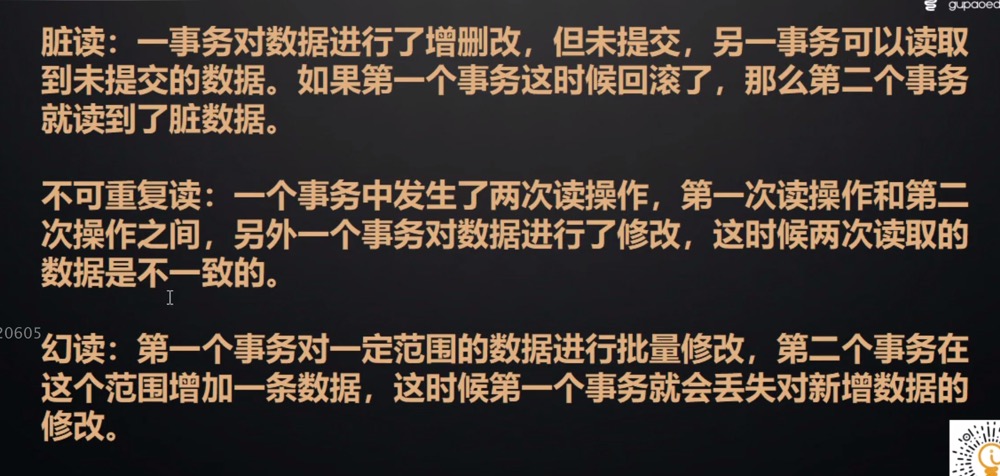 gupaoed
脏读：一事务对数据进行了增删改，但未提交，另一事务可以读取
到未提交的数据。如果第一个事务这时候回滚了，那么第二个事务
就读到了脏数据。
不可重复读：一个事务中发生了两次读操作，第一次读操作和第二
次操作之间，另外一个事务对数据进行了修改，这时候两次读取的
数据是不一致的。
20605
幻读：第一个事务对一定范围的数据进行批量修改，第二个事务在
这个范围增加一条数据，这时候第一个事务就会丢失对新增数据的
修改。